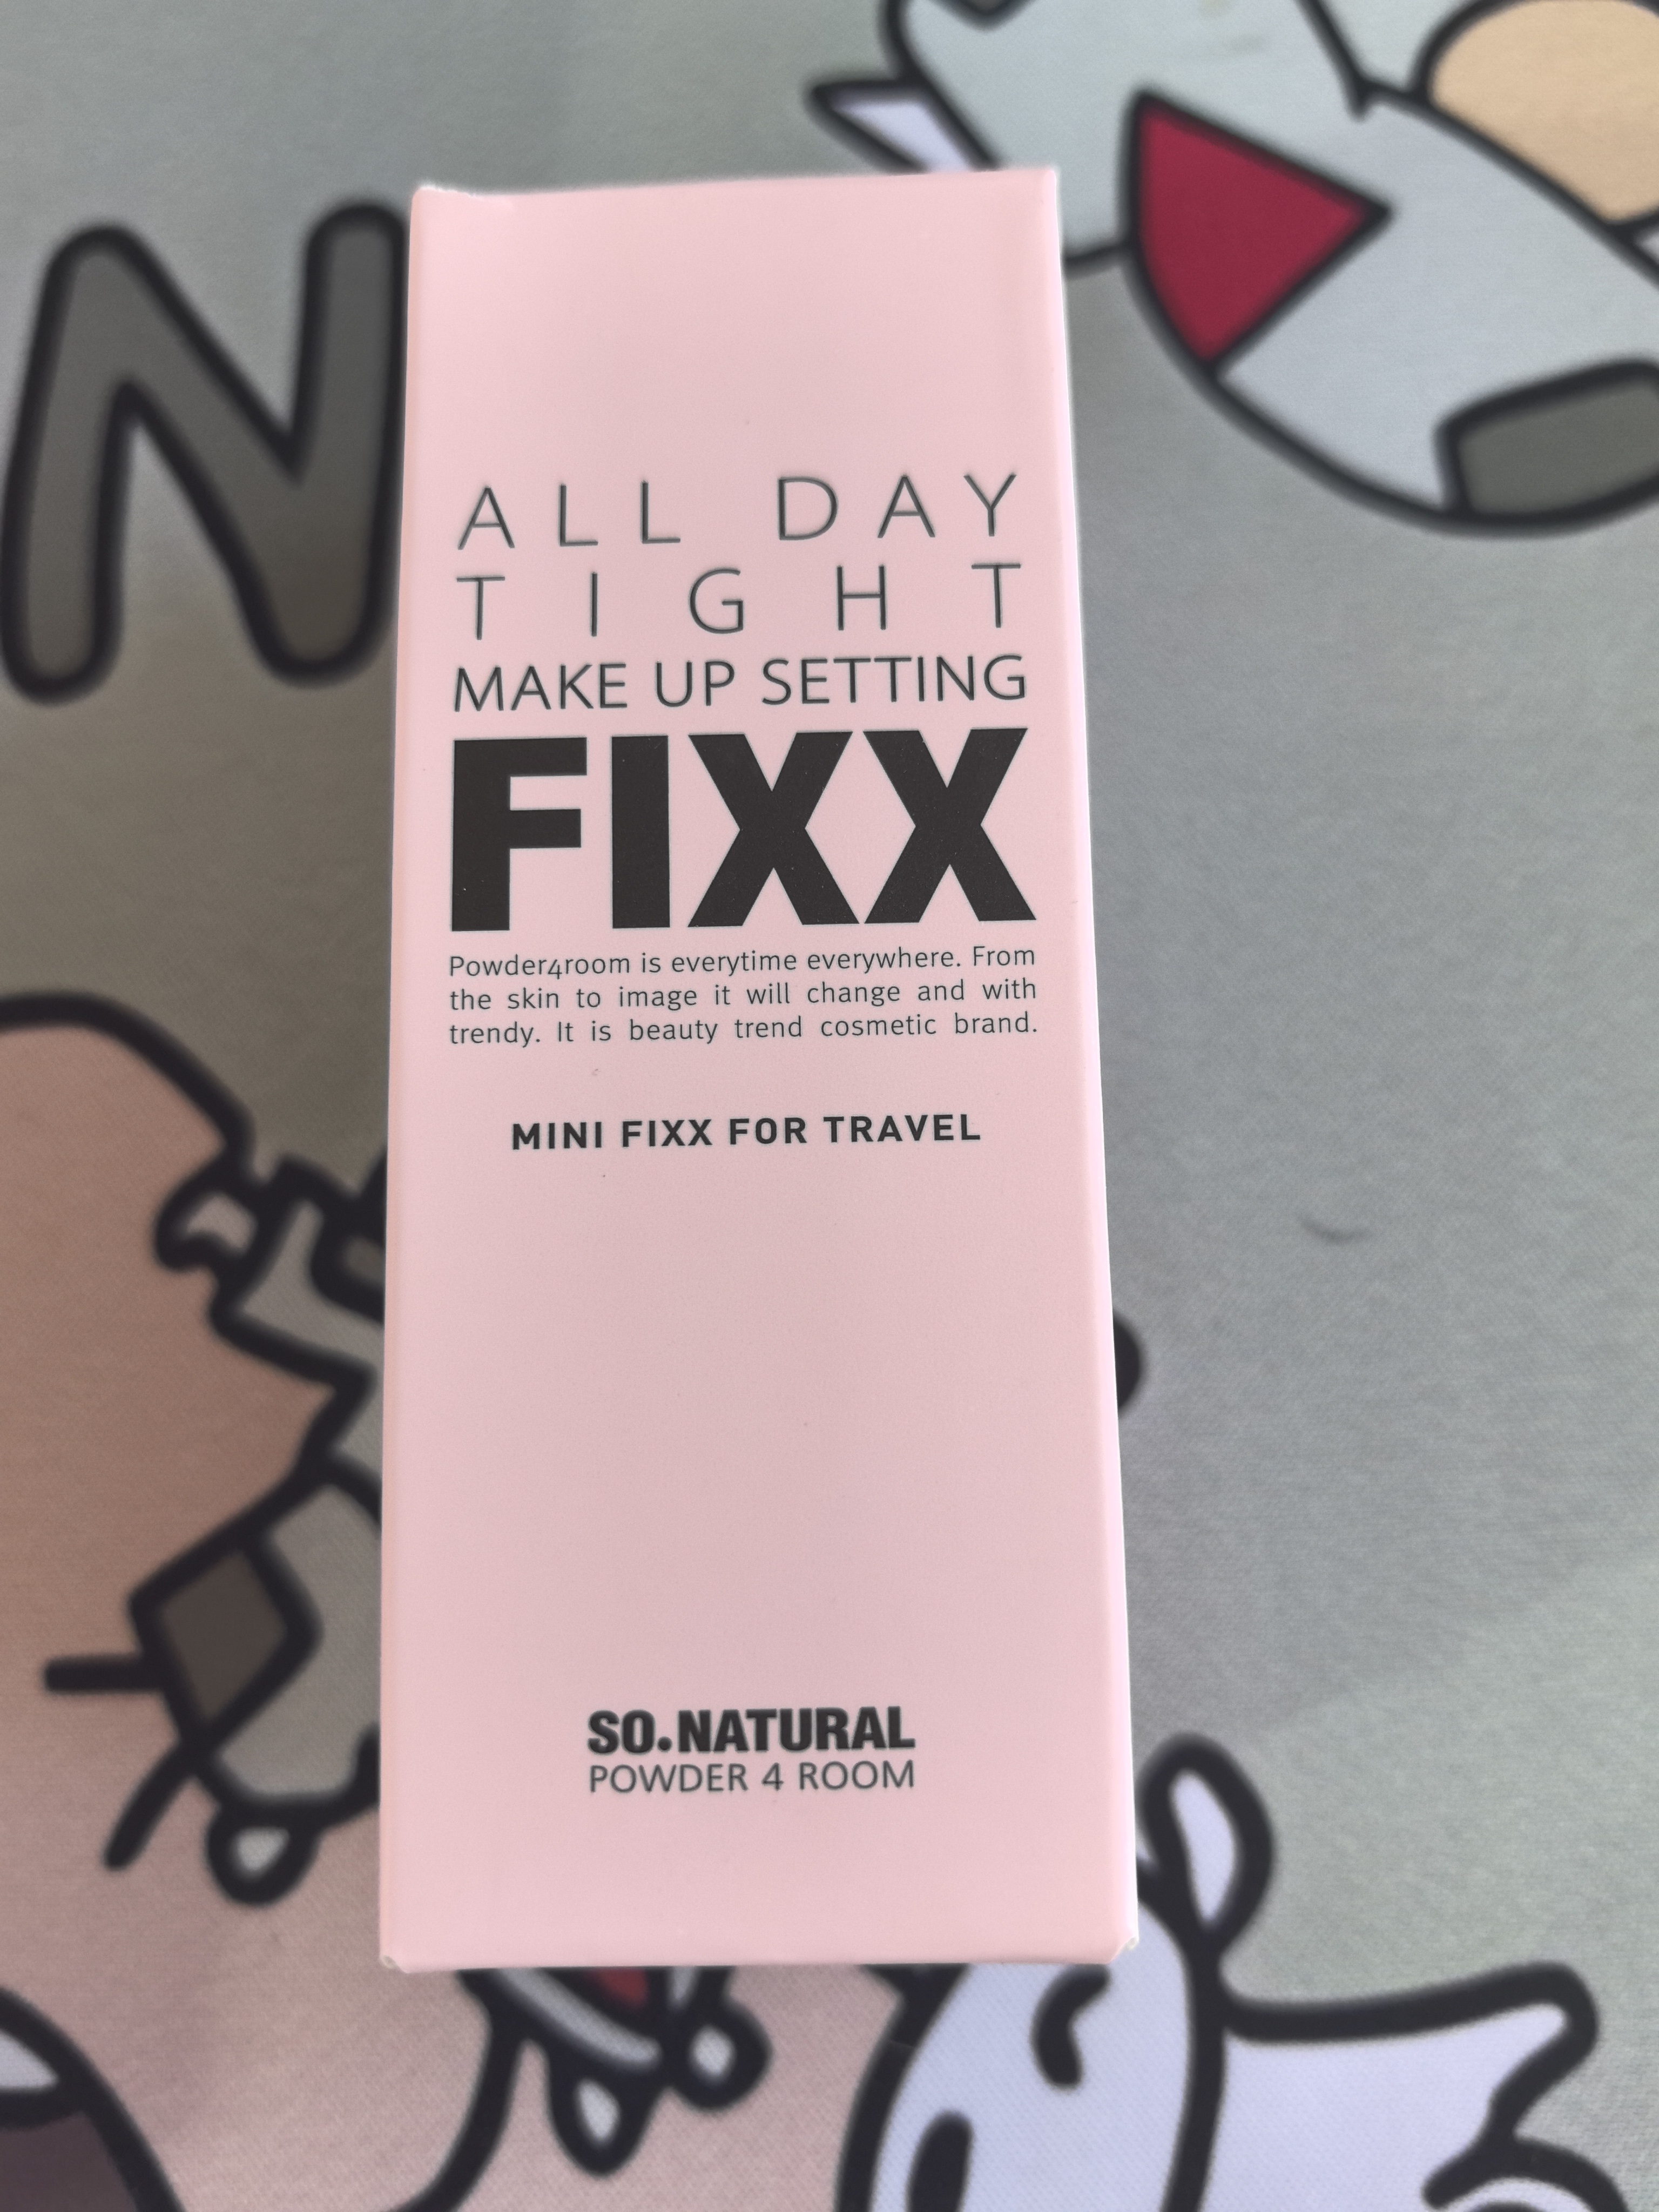 N
ALL DAY
TIGHT
MAKE UP SETTING
FIXX
Powder4room is everytime everywhere. From
the skin to image it will change and with
trendy. It is beauty trend cosmetic brand.
MINI FIXX FOR TRAVEL
SO.NATURAL
POWDER 4 ROOM